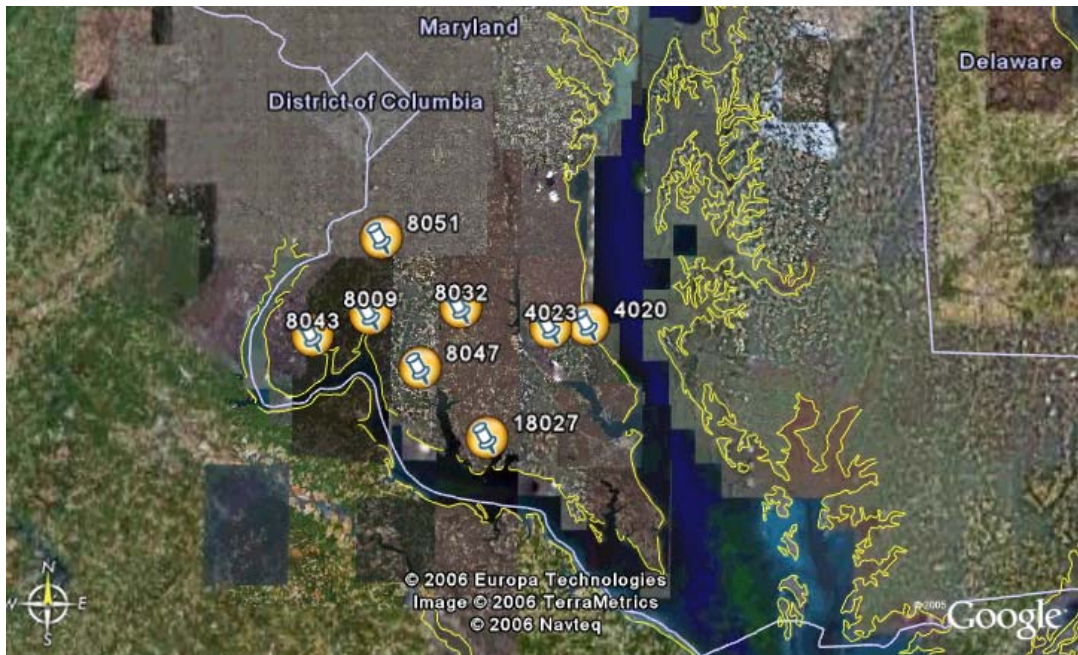 Maryland
Delaware
District of Columbia
8051
8009
8032
8043
4023
4020
8047
18027
N
W
E
S
© 2006 Europa Technologies
Image © 2006 TerraMetrics
© 2006 Navteq
© 2005
Google